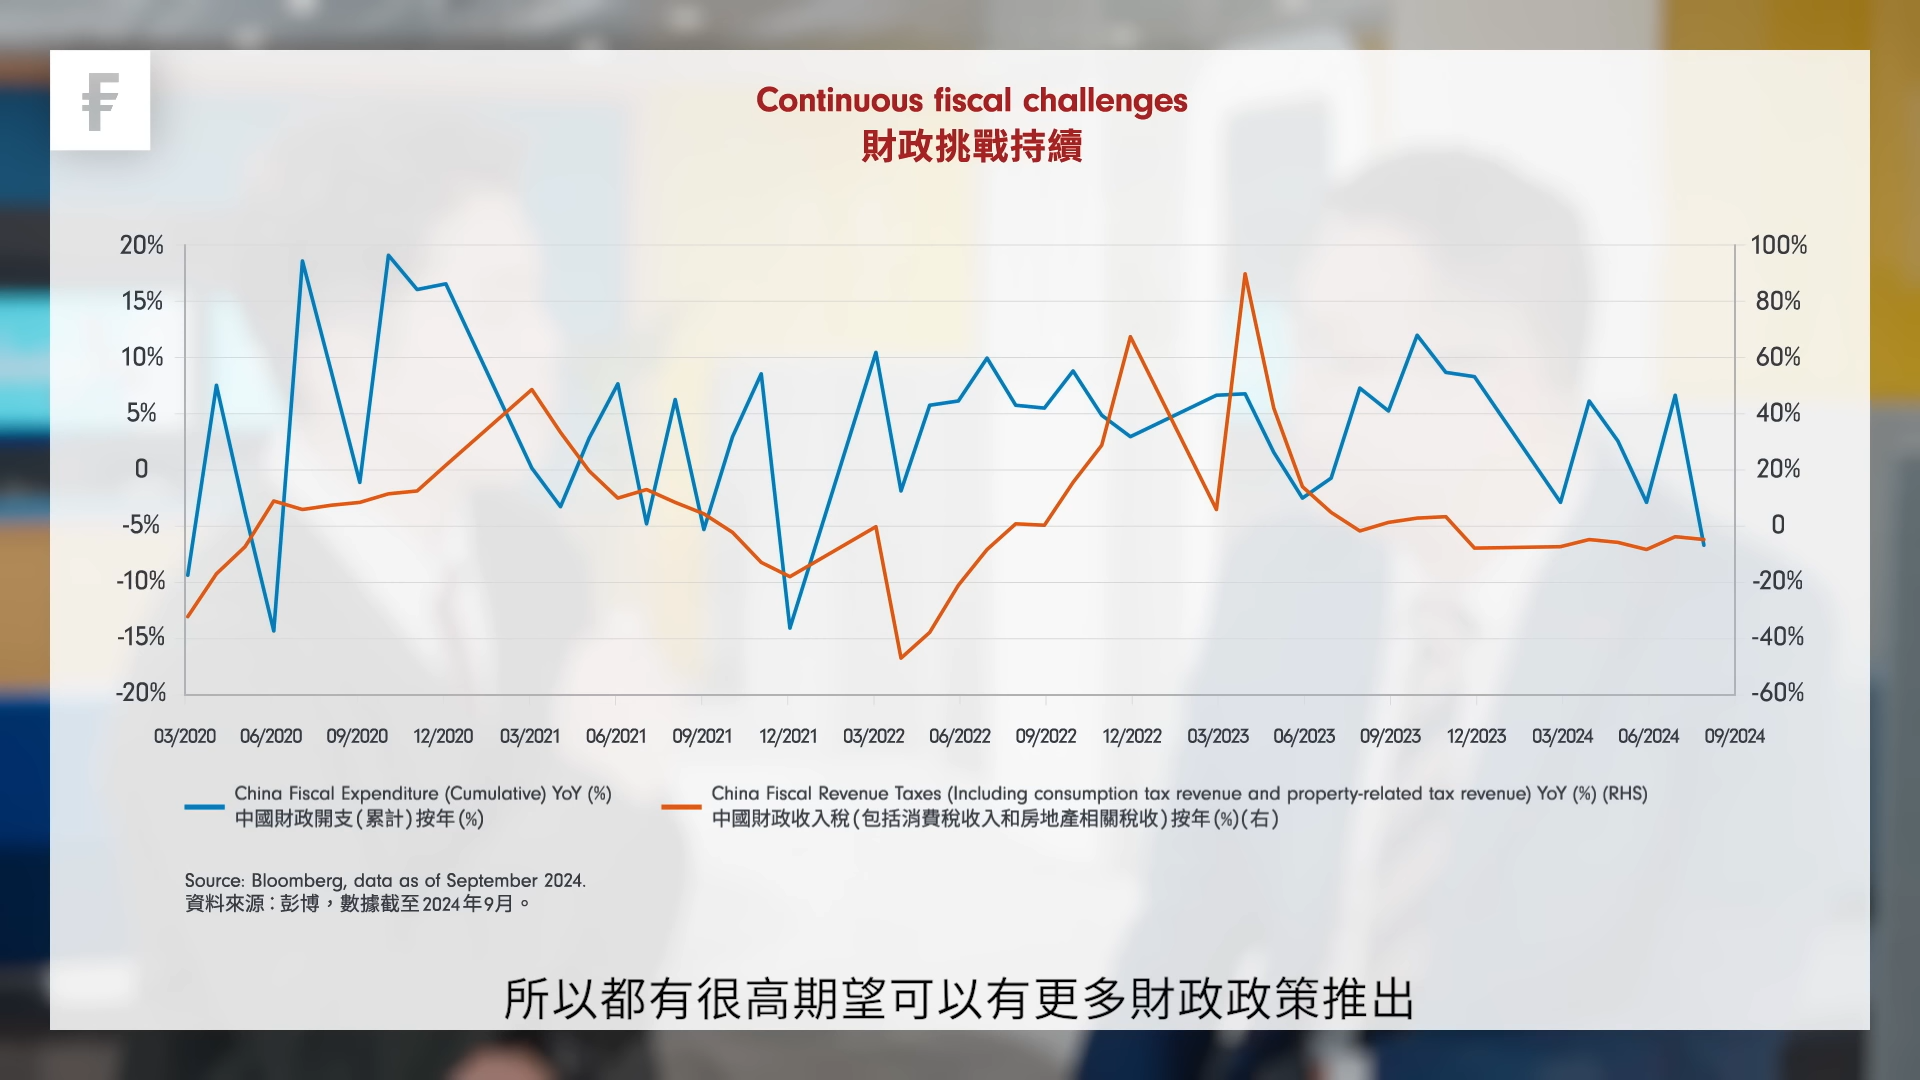 Continuous fiscal challenges
財政挑戰持續
20%
15%
10%
5%
0
-5%
-10%
-15%
-20%
100%
80%
60%
40%
20%
0
-20%
-40%
-60%
03/2020 06/2020 09/2020 12/2020 03/2021 06/2021 09/2021 12/2021 03/2022 06/2022 09/2022 12/2022 03/2023 06/2023 09/2023 12/2023 03/2024 06/2024 09/2024
China Fiscal Expenditure (Cumulative) YoY (%)
中國財政開支(累計)按年(%)
China Fiscal Revenue Taxes (Including consumption tax revenue and property-related tax revenue) YoY (%) (RHS)
中國財政收入稅(包括消費稅收入和房地產相關稅收)按年(%)(右)
Source: Bloomberg, data as of September 2024.
資料來源：彭博，數據截至2024年9月。
所以都有很高期望可以有更多財政政策推出